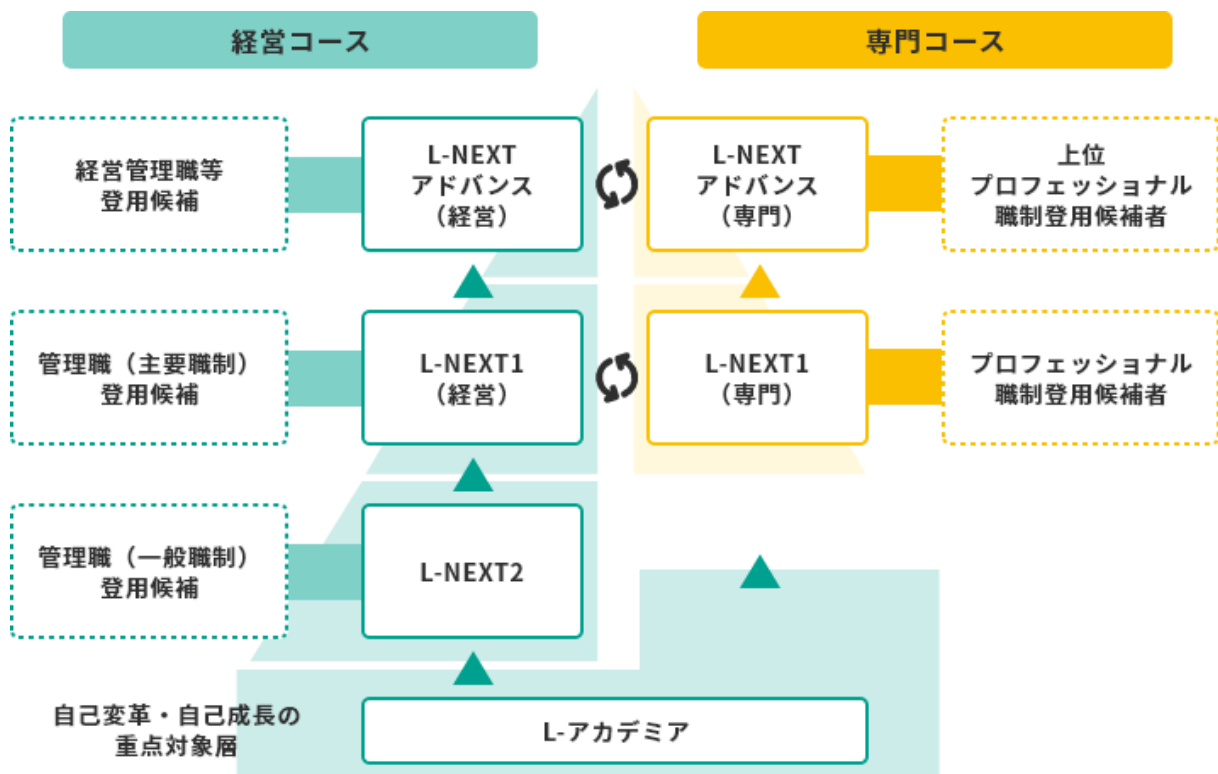 経営コース
専門コース
経営管理職等
登用候補
L-NEXT
アドバンス
（経営）
L-NEXT
アドバンス
（専門）
上位
プロフェッショナル
職制登用候補者
管理職（主要職制）
登用候補
L-NEXT1
（経営）
L-NEXT1
（専門）
プロフェッショナル
職制登用候補者
管理職（一般職制）
登用候補
L-NEXT2
自己変革・自己成長の
重点対象層
L-アカデミア